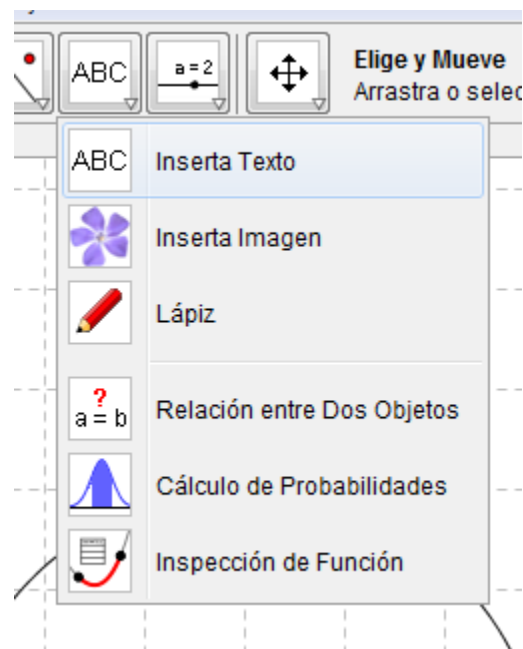 ABC
a = 2
Elige y Mueve
Arrastra o selec
ABC
Inserta Texto
Inserta Imagen
Lápiz
?
a = b
Relación entre Dos Objetos
Cálculo de Probabilidades
Inspección de Función